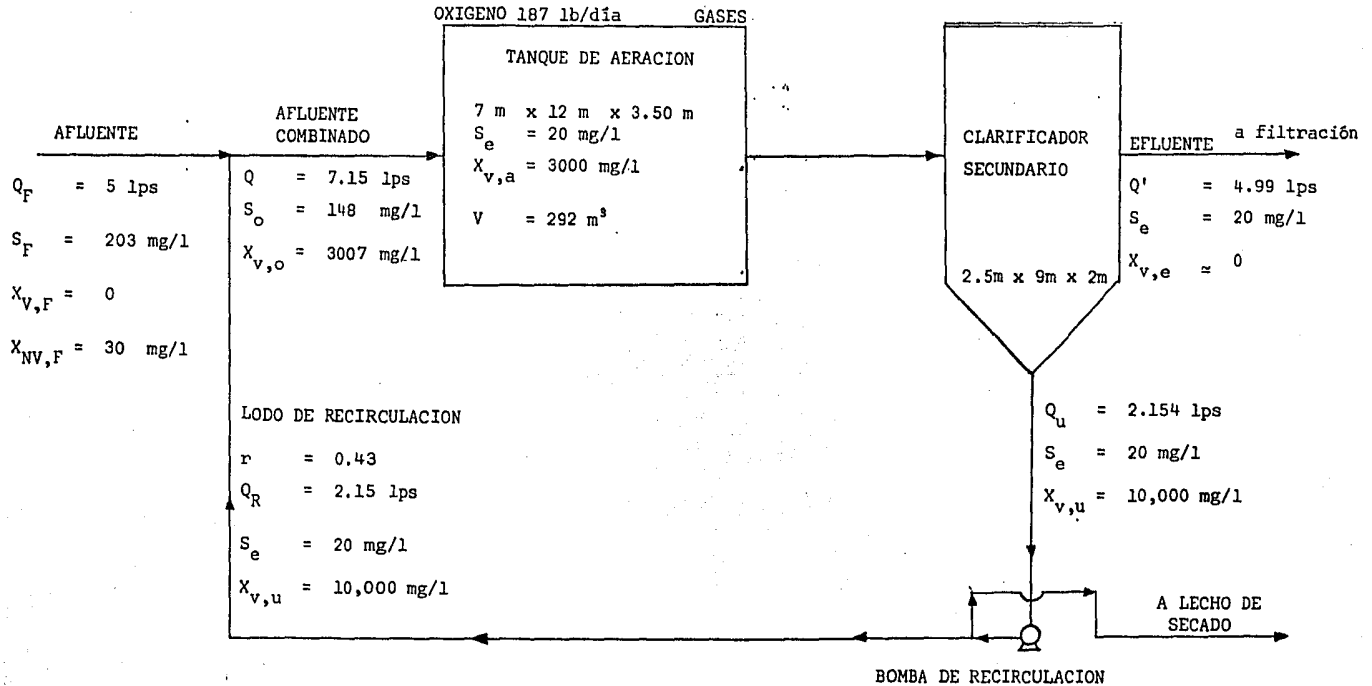 OXIGENO 187 lb/día GASES
TANQUE DE AERACION
7 m x 12 m x 3.50 m
S_e = 20 mg/l
X_v,a = 3000 mg/l
V = 292 m³
AFLUENTE
Q_F = 5 lps
S_F = 203 mg/l
X_V,F = 0
X_NV,F = 30 mg/l
AFLUENTE
COMBINADO
Q = 7.15 lps
S_o = 148 mg/l
X_v,o = 3007 mg/l
CLARIFICADOR
SECUNDARIO
2.5m x 9m x 2m
EFLUENTE a filtración
Q' = 4.99 lps
S_e = 20 mg/l
X_v,e ≃ 0
Q_u = 2.154 lps
S_e = 20 mg/l
X_v,u = 10,000 mg/l
LODO DE RECIRCULACION
r = 0.43
Q_R = 2.15 lps
S_e = 20 mg/l
X_v,u = 10,000 mg/l
A LECHO DE
SECADO
BOMBA DE RECIRCULACION